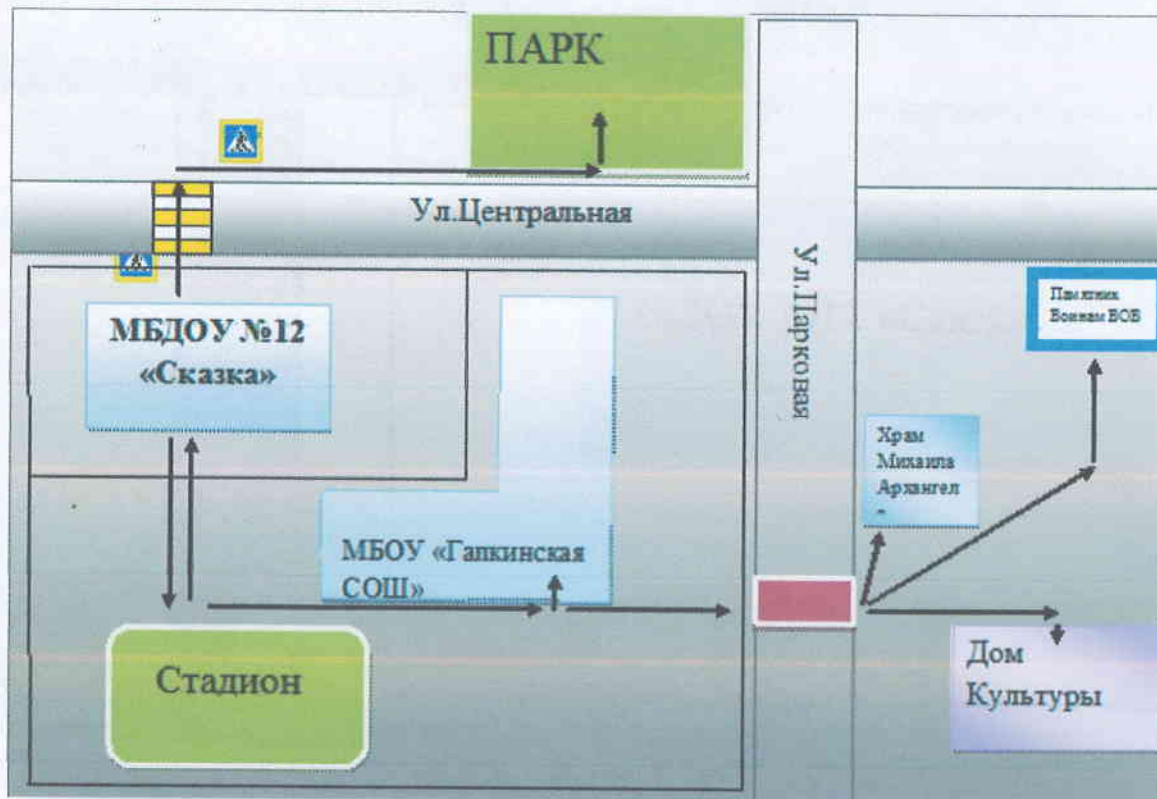 ПАРК
Ул.Центральная
Ул.Парковая
МБДОУ №12
«Сказка»
Памятник
Воинам ВОВ
Храм
Михаила
Архангел
МБОУ «Галкинская
СОШ»
Стадион
Дом
Культуры